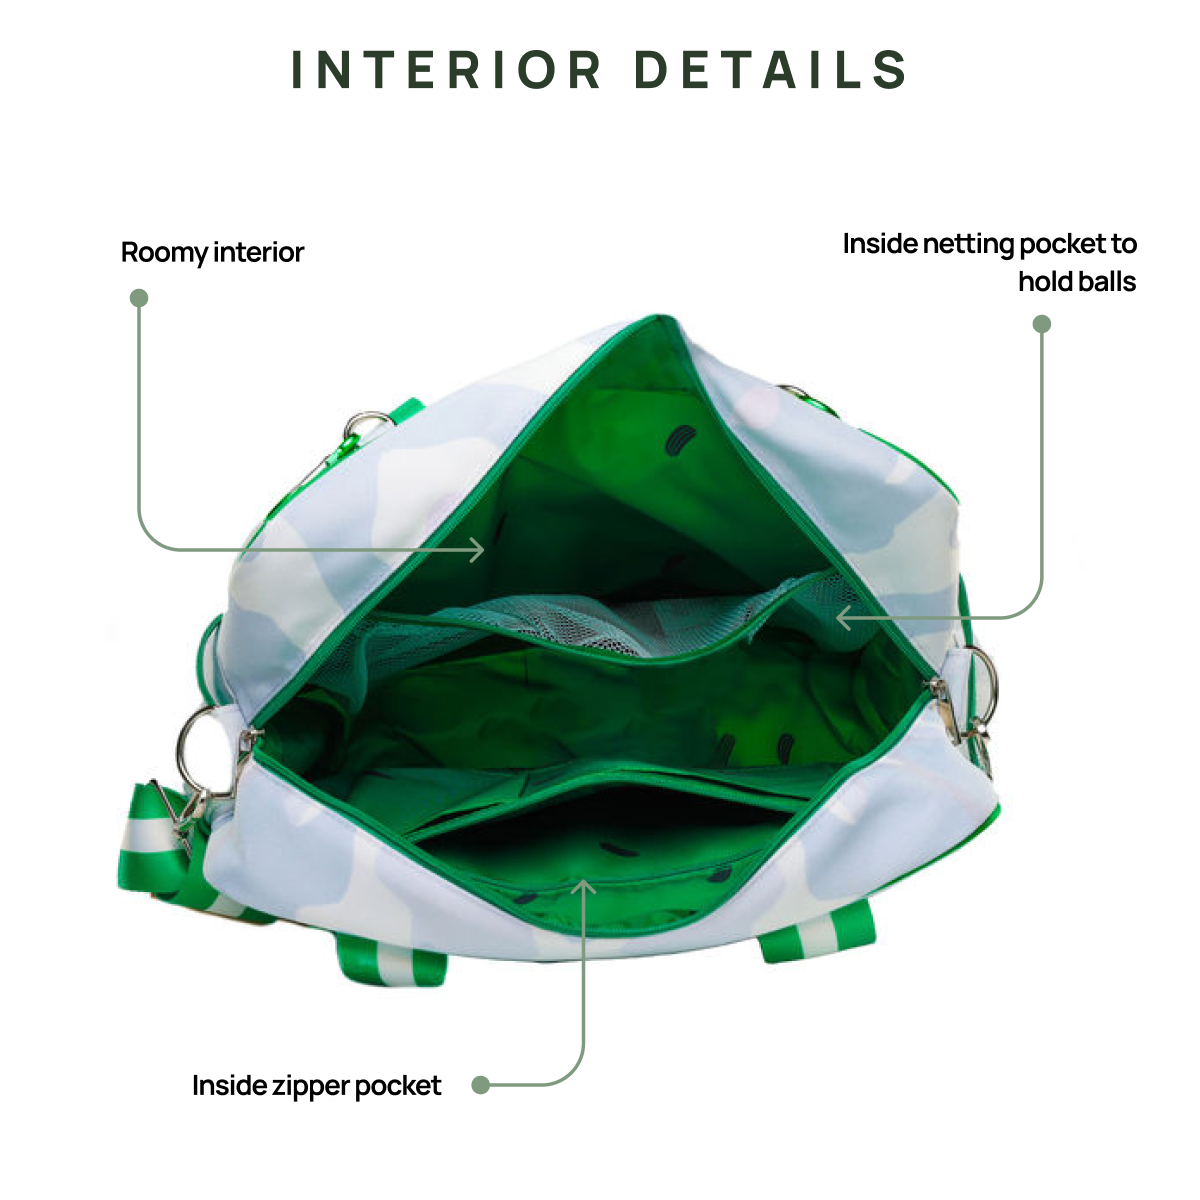 INTERIOR DETAILS
Roomy interior
Inside netting pocket to
hold balls
Inside zipper pocket